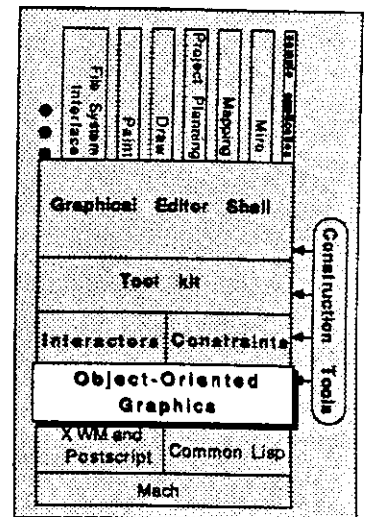 File System
Interface
Paint
Draw
Project Planning
Mapping
Miro
Graphical Editor Shell
Tool kit
Interactors
Constraints
Object-Oriented
Graphics
X WM and
Postscript
Common Lisp
Mach
Construction Tools